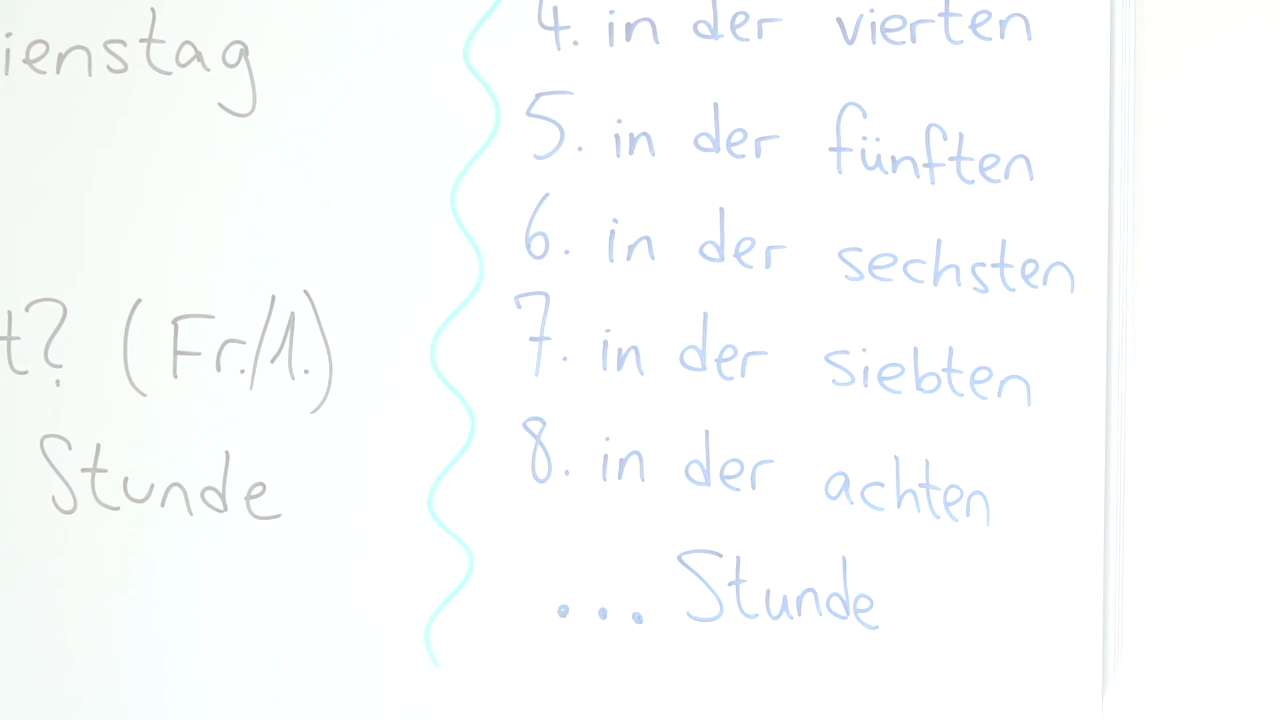 ienstag
t? (Fr./1.)
Stunde
4. in der vierten
5. in der fünften
6. in der sechsten
7. in der siebten
8. in der achten
... Stunde